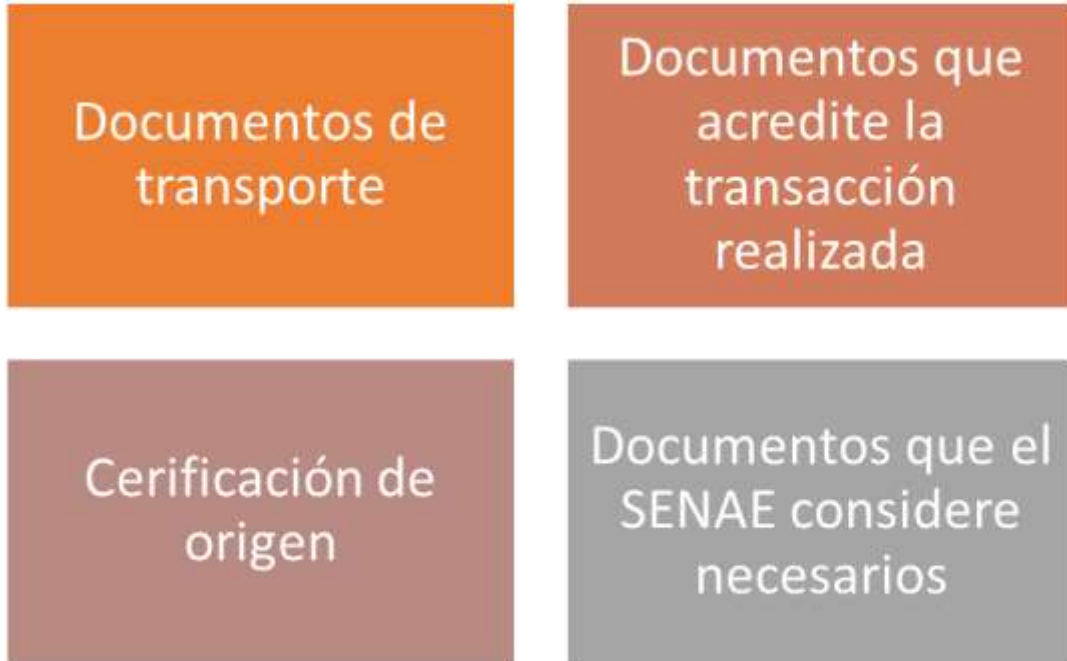 Documentos de
transporte
Documentos que
acredite la
transacción
realizada
Cerificación de
origen
Documentos que el
SENAE considere
necesarios